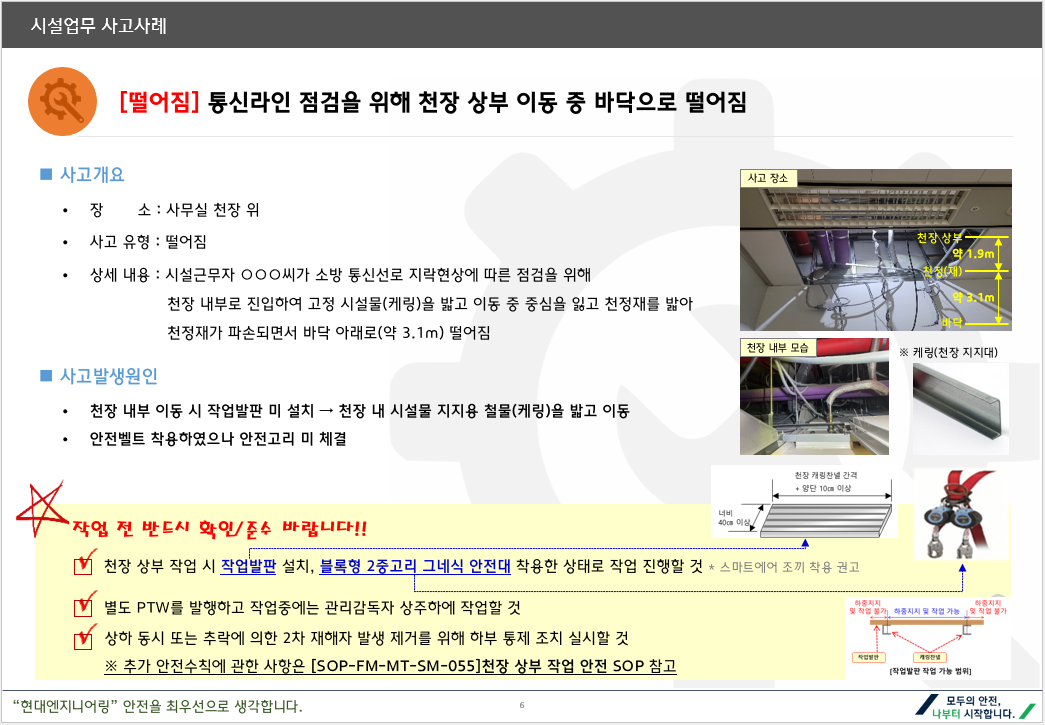 시설업무 사고사례
[떨어짐] 통신라인 점검을 위해 천장 상부 이동 중 바닥으로 떨어짐
■ 사고개요
• 장 소 : 사무실 천장 위
• 사고 유형 : 떨어짐
• 상세 내용 : 시설근무자 ○○○씨가 소방 통신선로 지락현상에 따른 점검을 위해
천장 내부로 진입하여 고정 시설물(케링)을 밟고 이동 중 중심을 잃고 천정재를 밟아
천정재가 파손되면서 바닥 아래로(약 3.1m) 떨어짐
■ 사고발생원인
• 천장 내부 이동 시 작업발판 미 설치 → 천장 내 시설물 지지용 철물(케링)을 밟고 이동
• 안전벨트 착용하였으나 안전고리 미 체결
사고 장소
천장 상부
약 1.9m
천정(재)
약 3.1m
바닥
천장 내부 모습
※ 케링(천장 지지대)
천장 캐링찬넬 간격
+ 양단 10㎝ 이상
너비
40㎝ 이상
작업 전 반드시 확인/준수 바랍니다!!
천장 상부 작업 시 작업발판 설치, 블록형 2중고리 그네식 안전대 착용한 상태로 작업 진행할 것 * 스마트에어 조끼 착용 권고
별도 PTW를 발행하고 작업중에는 관리감독자 상주하에 작업할 것
상하 동시 또는 추락에 의한 2차 재해자 발생 제거를 위해 하부 통제 조치 실시할 것
※ 추가 안전수칙에 관한 사항은 [SOP-FM-MT-SM-055]천장 상부 작업 안전 SOP 참고
하중지지
및 작업 불가
하중지지 및 작업 가능
하중지지
및 작업 불가
작업발판
캐링찬넬
[작업발판 작업 가능 범위]
“현대엔지니어링” 안전을 최우선으로 생각합니다.
6
모두의 안전,
나부터 시작합니다.